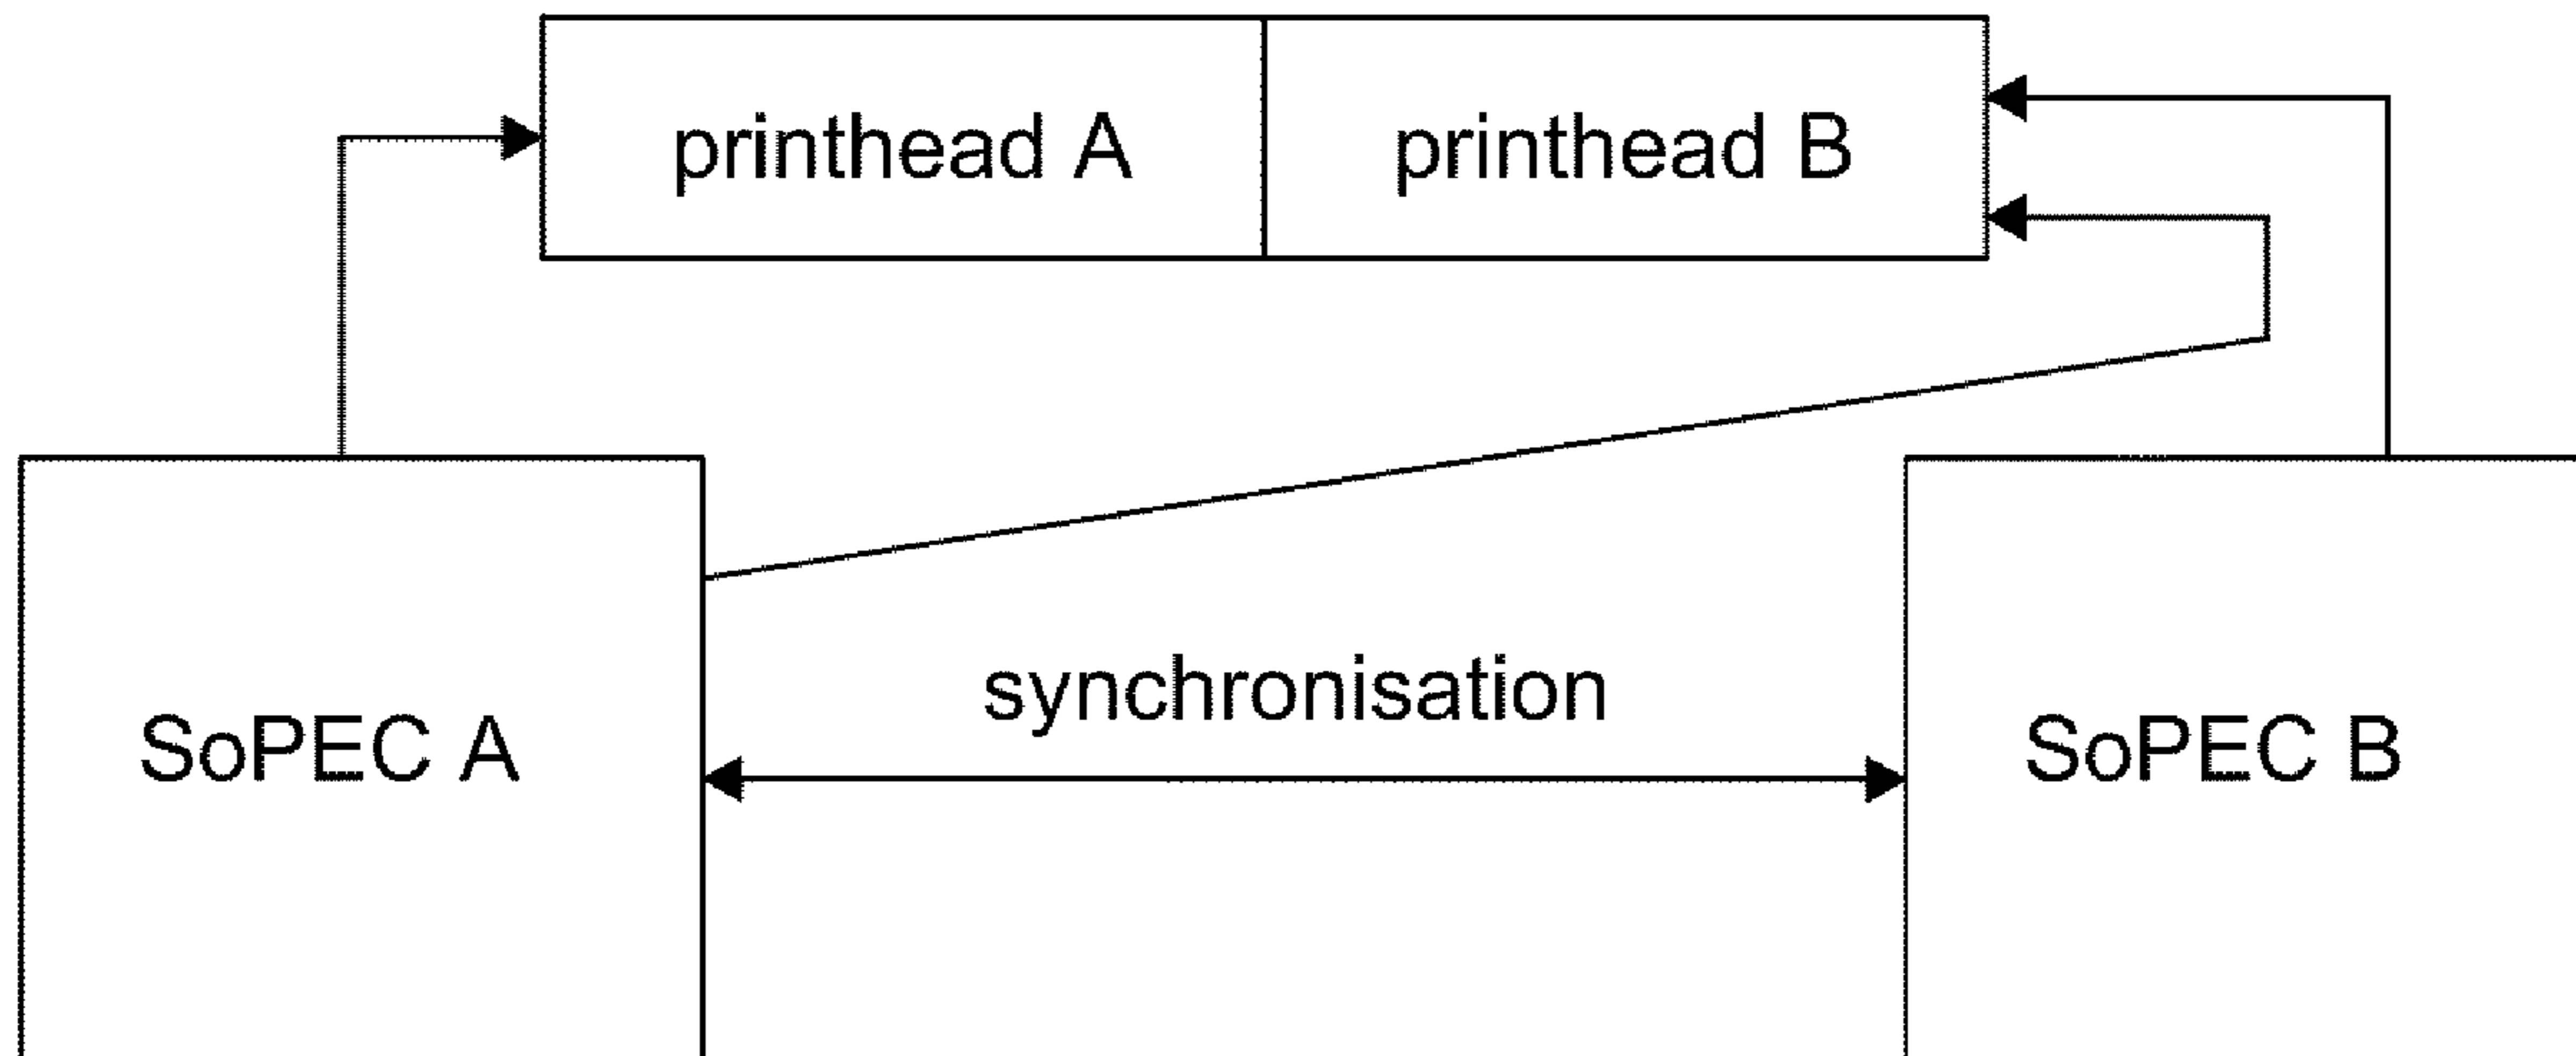 printhead A
printhead B
synchronisation
SoPEC A
SoPEC B